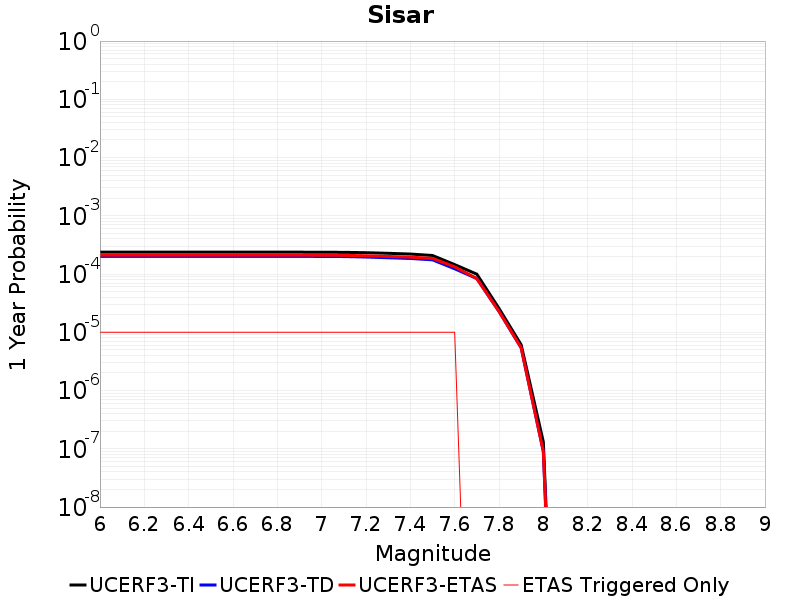 Sisar
1 Year Probability
10^0
10^-1
10^-2
10^-3
10^-4
10^-5
10^-6
10^-7
10^-8
6 6.2 6.4 6.6 6.8 7 7.2 7.4 7.6 7.8 8 8.2 8.4 8.6 8.8 9
Magnitude
UCERF3-TI UCERF3-TD UCERF3-ETAS ETAS Triggered Only